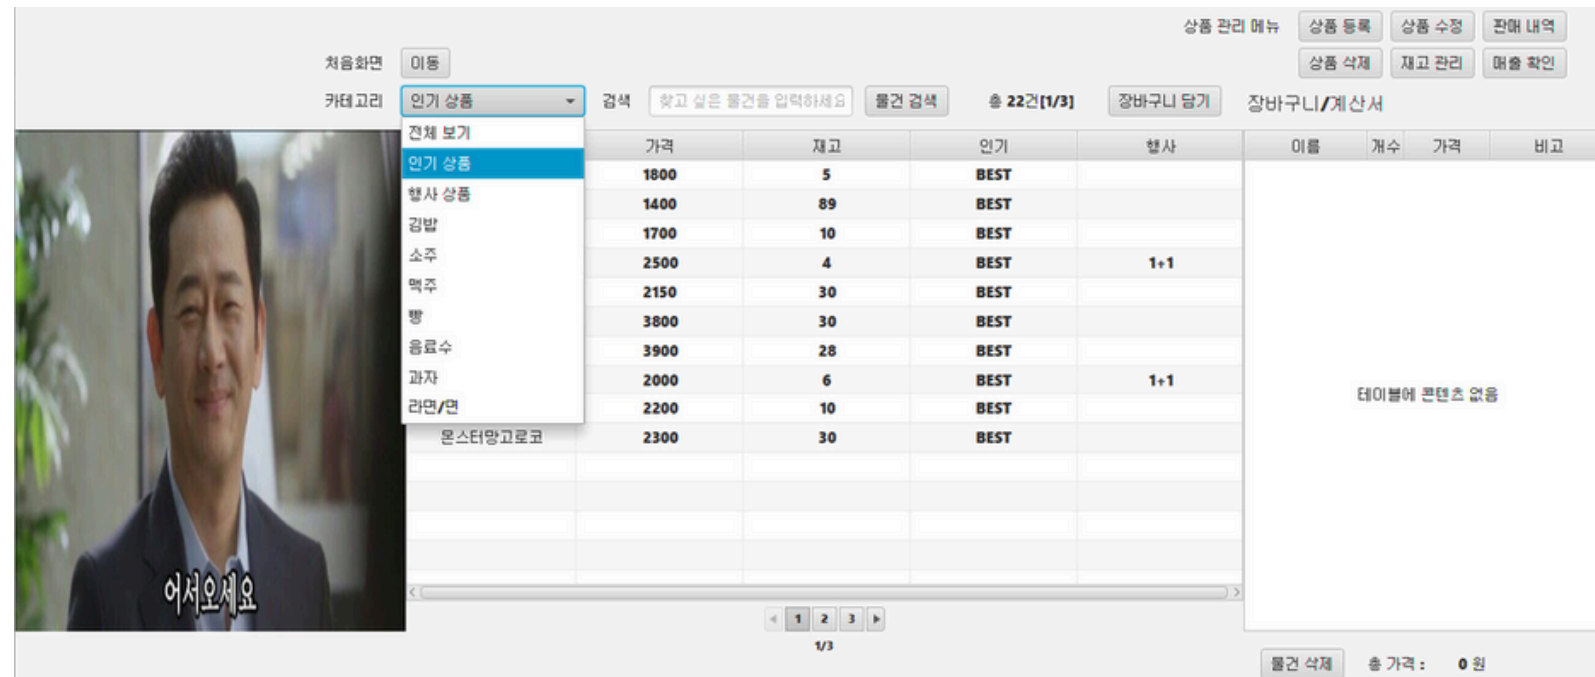 상품 관리 메뉴 상품 등록 상품 수정 판매 내역
처음화면 이동 상품 삭제 재고 관리 매출 확인
카테고리 인기 상품 검색 찾고 싶은 물건을 입력하세요 물건 검색 총 22건[1/3] 장바구니 담기 장바구니/계산서
전체 보기
인기 상품
행사 상품
김밥
소주
맥주
빵
음료수
과자
라면/면
가격 재고 인기 행사
1800 5 BEST
1400 89 BEST
1700 10 BEST
2500 4 BEST 1+1
2150 30 BEST
3800 30 BEST
3900 28 BEST
2000 6 BEST 1+1
2200 10 BEST
몬스터망고로코 2300 30 BEST
이름 개수 가격 비고
테이블에 콘텐츠 없음
어서오세요
1 2 3
1/3
물건 삭제 총 가격 : 0 원